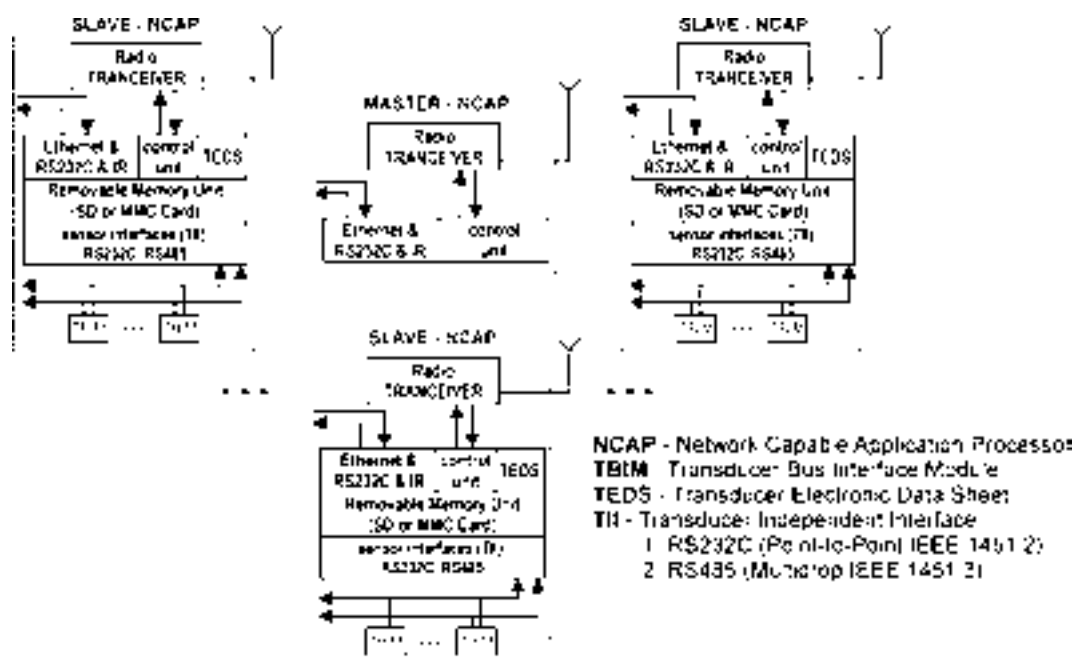 SLAVE - NCAP
Radio
TRANCEIVER
Ethernet &
RS232C & IR
control
unit
TEDS
Removable Memory Unit
(SD or MMC Card)
sensor interfaces (TII)
RS232C RS485
MASTER - NCAP
Radio
TRANCEIVER
Ethernet &
RS232C & IR
control
unit
SLAVE - NCAP
Radio
TRANCEIVER
Ethernet &
RS232C & IR
control
unit
TEDS
Removable Memory Unit
(SD or MMC Card)
sensor interfaces (TII)
RS232C RS485
...
...
SLAVE - NCAP
Radio
TRANCEIVER
Ethernet &
RS232C & IR
control
unit
TEDS
Removable Memory Unit
(SD or MMC Card)
sensor interfaces (TII)
RS232C RS485
...
NCAP - Network Capable Application Processor
TBIM - Transducer Bus Interface Module
TEDS - Transducer Electronic Data Sheet
TII - Transducer Independent Interface
1 RS232C (Point-to-Point IEEE 1451 2)
2 RS485 (Multidrop IEEE 1451 3)